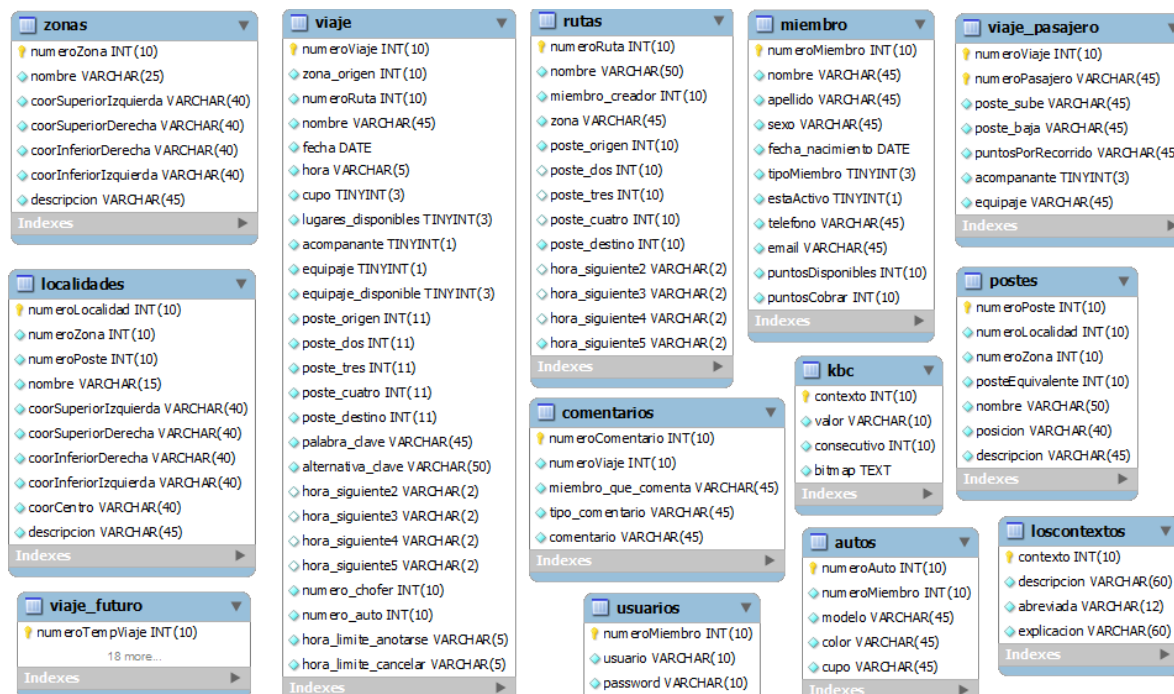 zonas
numeroZona INT(10)
nombre VARCHAR(25)
coorSuperiorIzquierda VARCHAR(40)
coorSuperiorDerecha VARCHAR(40)
coorInferiorDerecha VARCHAR(40)
coorInferiorIzquierda VARCHAR(40)
descripcion VARCHAR(45)
Indexes
localidades
numeroLocalidad INT(10)
numeroZona INT(10)
numeroPoste INT(10)
nombre VARCHAR(15)
coorSuperiorIzquierda VARCHAR(40)
coorSuperiorDerecha VARCHAR(40)
coorInferiorDerecha VARCHAR(40)
coorInferiorIzquierda VARCHAR(40)
coorCentro VARCHAR(40)
descripcion VARCHAR(45)
Indexes
viaje_futuro
numeroTempViaje INT(10)
18 more...
Indexes
viaje
numeroViaje INT(10)
zona_origen INT(10)
numeroRuta INT(10)
nombre VARCHAR(45)
fecha DATE
hora VARCHAR(5)
cupo TINYINT(3)
lugares_disponibles TINYINT(3)
acompanante TINYINT(1)
equipaje TINYINT(1)
equipaje_disponible TINYINT(3)
poste_origen INT(11)
poste_dos INT(11)
poste_tres INT(11)
poste_cuatro INT(11)
poste_destino INT(11)
palabra_clave VARCHAR(45)
alternativa_clave VARCHAR(50)
hora_siguiente2 VARCHAR(2)
hora_siguiente3 VARCHAR(2)
hora_siguiente4 VARCHAR(2)
hora_siguiente5 VARCHAR(2)
numero_chofer INT(10)
numero_auto INT(10)
hora_limite_anotarse VARCHAR(5)
hora_limite_cancelar VARCHAR(5)
Indexes
rutas
numeroRuta INT(10)
nombre VARCHAR(50)
miembro_creador INT(10)
zona VARCHAR(45)
poste_origen INT(10)
poste_dos INT(10)
poste_tres INT(10)
poste_cuatro INT(10)
poste_destino INT(10)
hora_siguiente2 VARCHAR(2)
hora_siguiente3 VARCHAR(2)
hora_siguiente4 VARCHAR(2)
hora_siguiente5 VARCHAR(2)
Indexes
comentarios
numeroComentario INT(10)
numeroViaje INT(10)
miembro_que_comenta VARCHAR(45)
tipo_comentario VARCHAR(45)
comentario VARCHAR(45)
Indexes
usuarios
numeroMiembro INT(10)
usuario VARCHAR(10)
password VARCHAR(10)
miembro
numeroMiembro INT(10)
nombre VARCHAR(45)
apellido VARCHAR(45)
sexo VARCHAR(45)
fecha_nacimiento DATE
tipoMiembro TINYINT(3)
estaActivo TINYINT(1)
telefono VARCHAR(45)
email VARCHAR(45)
puntosDisponibles INT(10)
puntosCobrar INT(10)
Indexes
kbc
contexto INT(10)
valor VARCHAR(10)
consecutivo INT(10)
bitmap TEXT
Indexes
autos
numeroAuto INT(10)
numeroMiembro INT(10)
modelo VARCHAR(45)
color VARCHAR(45)
cupo VARCHAR(45)
Indexes
viaje_pasajero
numeroViaje INT(10)
numeroPasajero VARCHAR(45)
poste_sube VARCHAR(45)
poste_baja VARCHAR(45)
puntosPorRecorrido VARCHAR(45
acompanante TINYINT(3)
equipaje VARCHAR(45)
Indexes
postes
numeroPoste INT(10)
numeroLocalidad INT(10)
numeroZona INT(10)
posteEquivalente INT(10)
nombre VARCHAR(50)
posicion VARCHAR(40)
descripcion VARCHAR(45)
Indexes
loscontextos
contexto INT(10)
descripcion VARCHAR(60)
abreviada VARCHAR(12)
explicacion VARCHAR(60)
Indexes